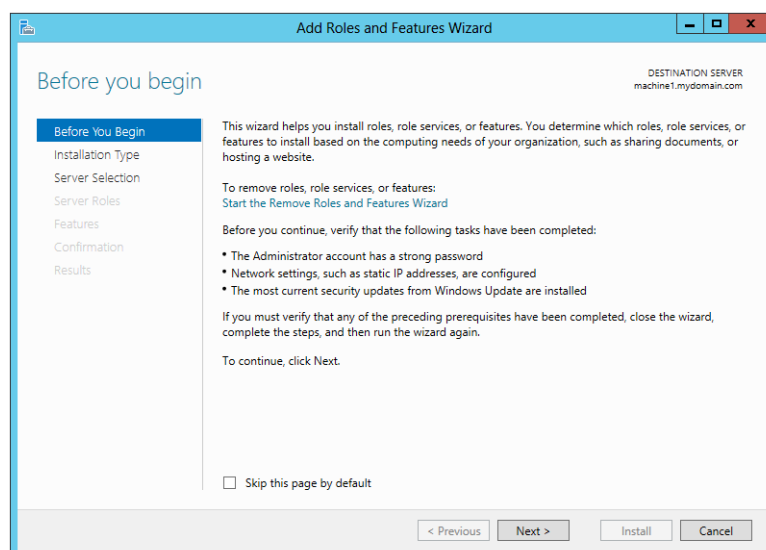 Add Roles and Features Wizard
Before you begin
DESTINATION SERVER
machine1.mydomain.com
Before You Begin
Installation Type
Server Selection
Server Roles
Features
Confirmation
Results
This wizard helps you install roles, role services, or features. You determine which roles, role services, or
features to install based on the computing needs of your organization, such as sharing documents, or
hosting a website.
To remove roles, role services, or features:
Start the Remove Roles and Features Wizard
Before you continue, verify that the following tasks have been completed:
• The Administrator account has a strong password
• Network settings, such as static IP addresses, are configured
• The most current security updates from Windows Update are installed
If you must verify that any of the preceding prerequisites have been completed, close the wizard,
complete the steps, and then run the wizard again.
To continue, click Next.
Skip this page by default
< Previous Next > Install Cancel